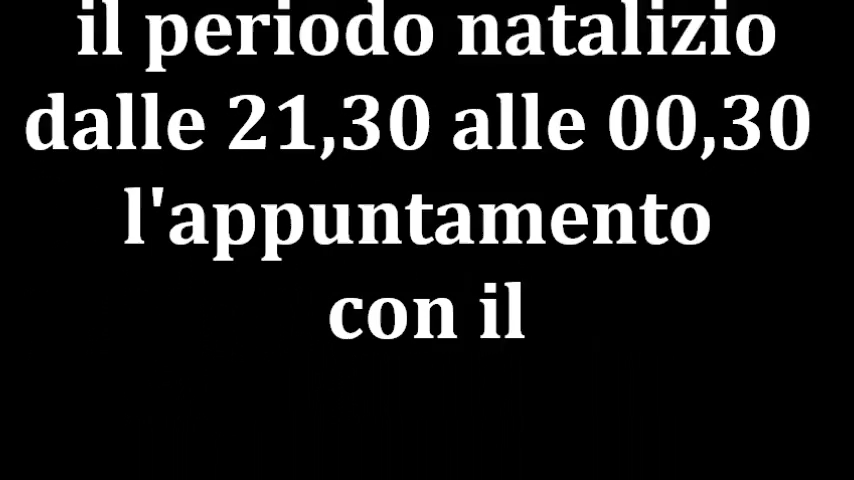 il periodo natalizio
dalle 21,30 alle 00,30
l'appuntamento
con il